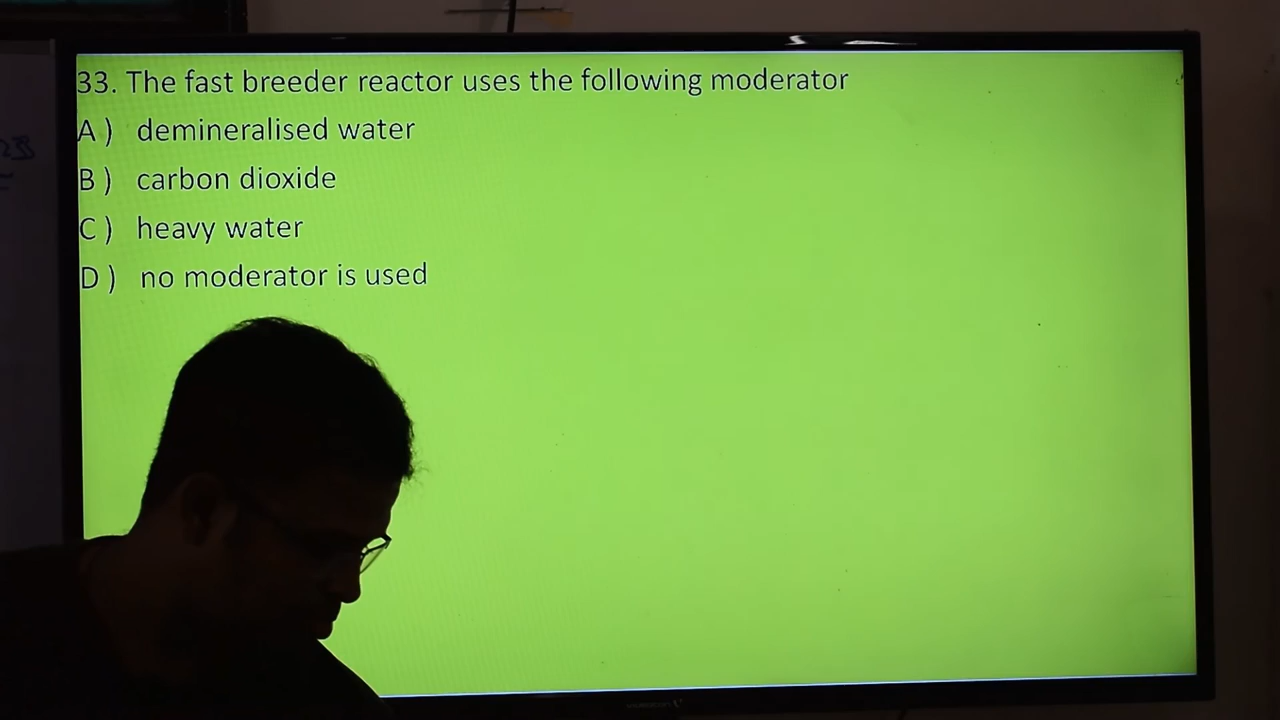 33. The fast breeder reactor uses the following moderator
A) demineralised water
B) carbon dioxide
C) heavy water
D) no moderator is used